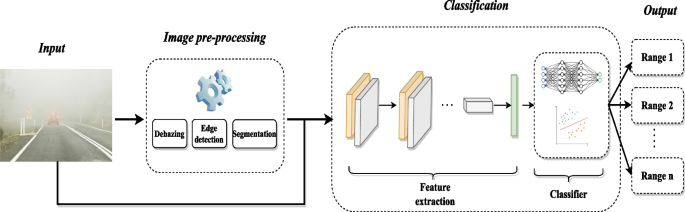 Input
Image pre-processing
Dehazing
Edge
detection
Segmentation
Classification
Feature
extraction
Classifier
Output
Range 1
Range 2
Range n